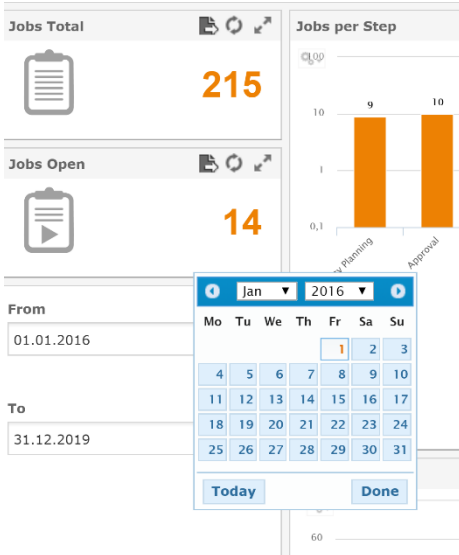 Jobs Total
215
Jobs Open
14
From
01.01.2016
To
31.12.2019
Jobs per Step
100
10
1
0,1
9
10
Planning
Approval
Jan 2016
Mo Tu We Th Fr Sa Su
1 2 3
4 5 6 7 8 9 10
11 12 13 14 15 16 17
18 19 20 21 22 23 24
25 26 27 28 29 30 31
Today Done
60